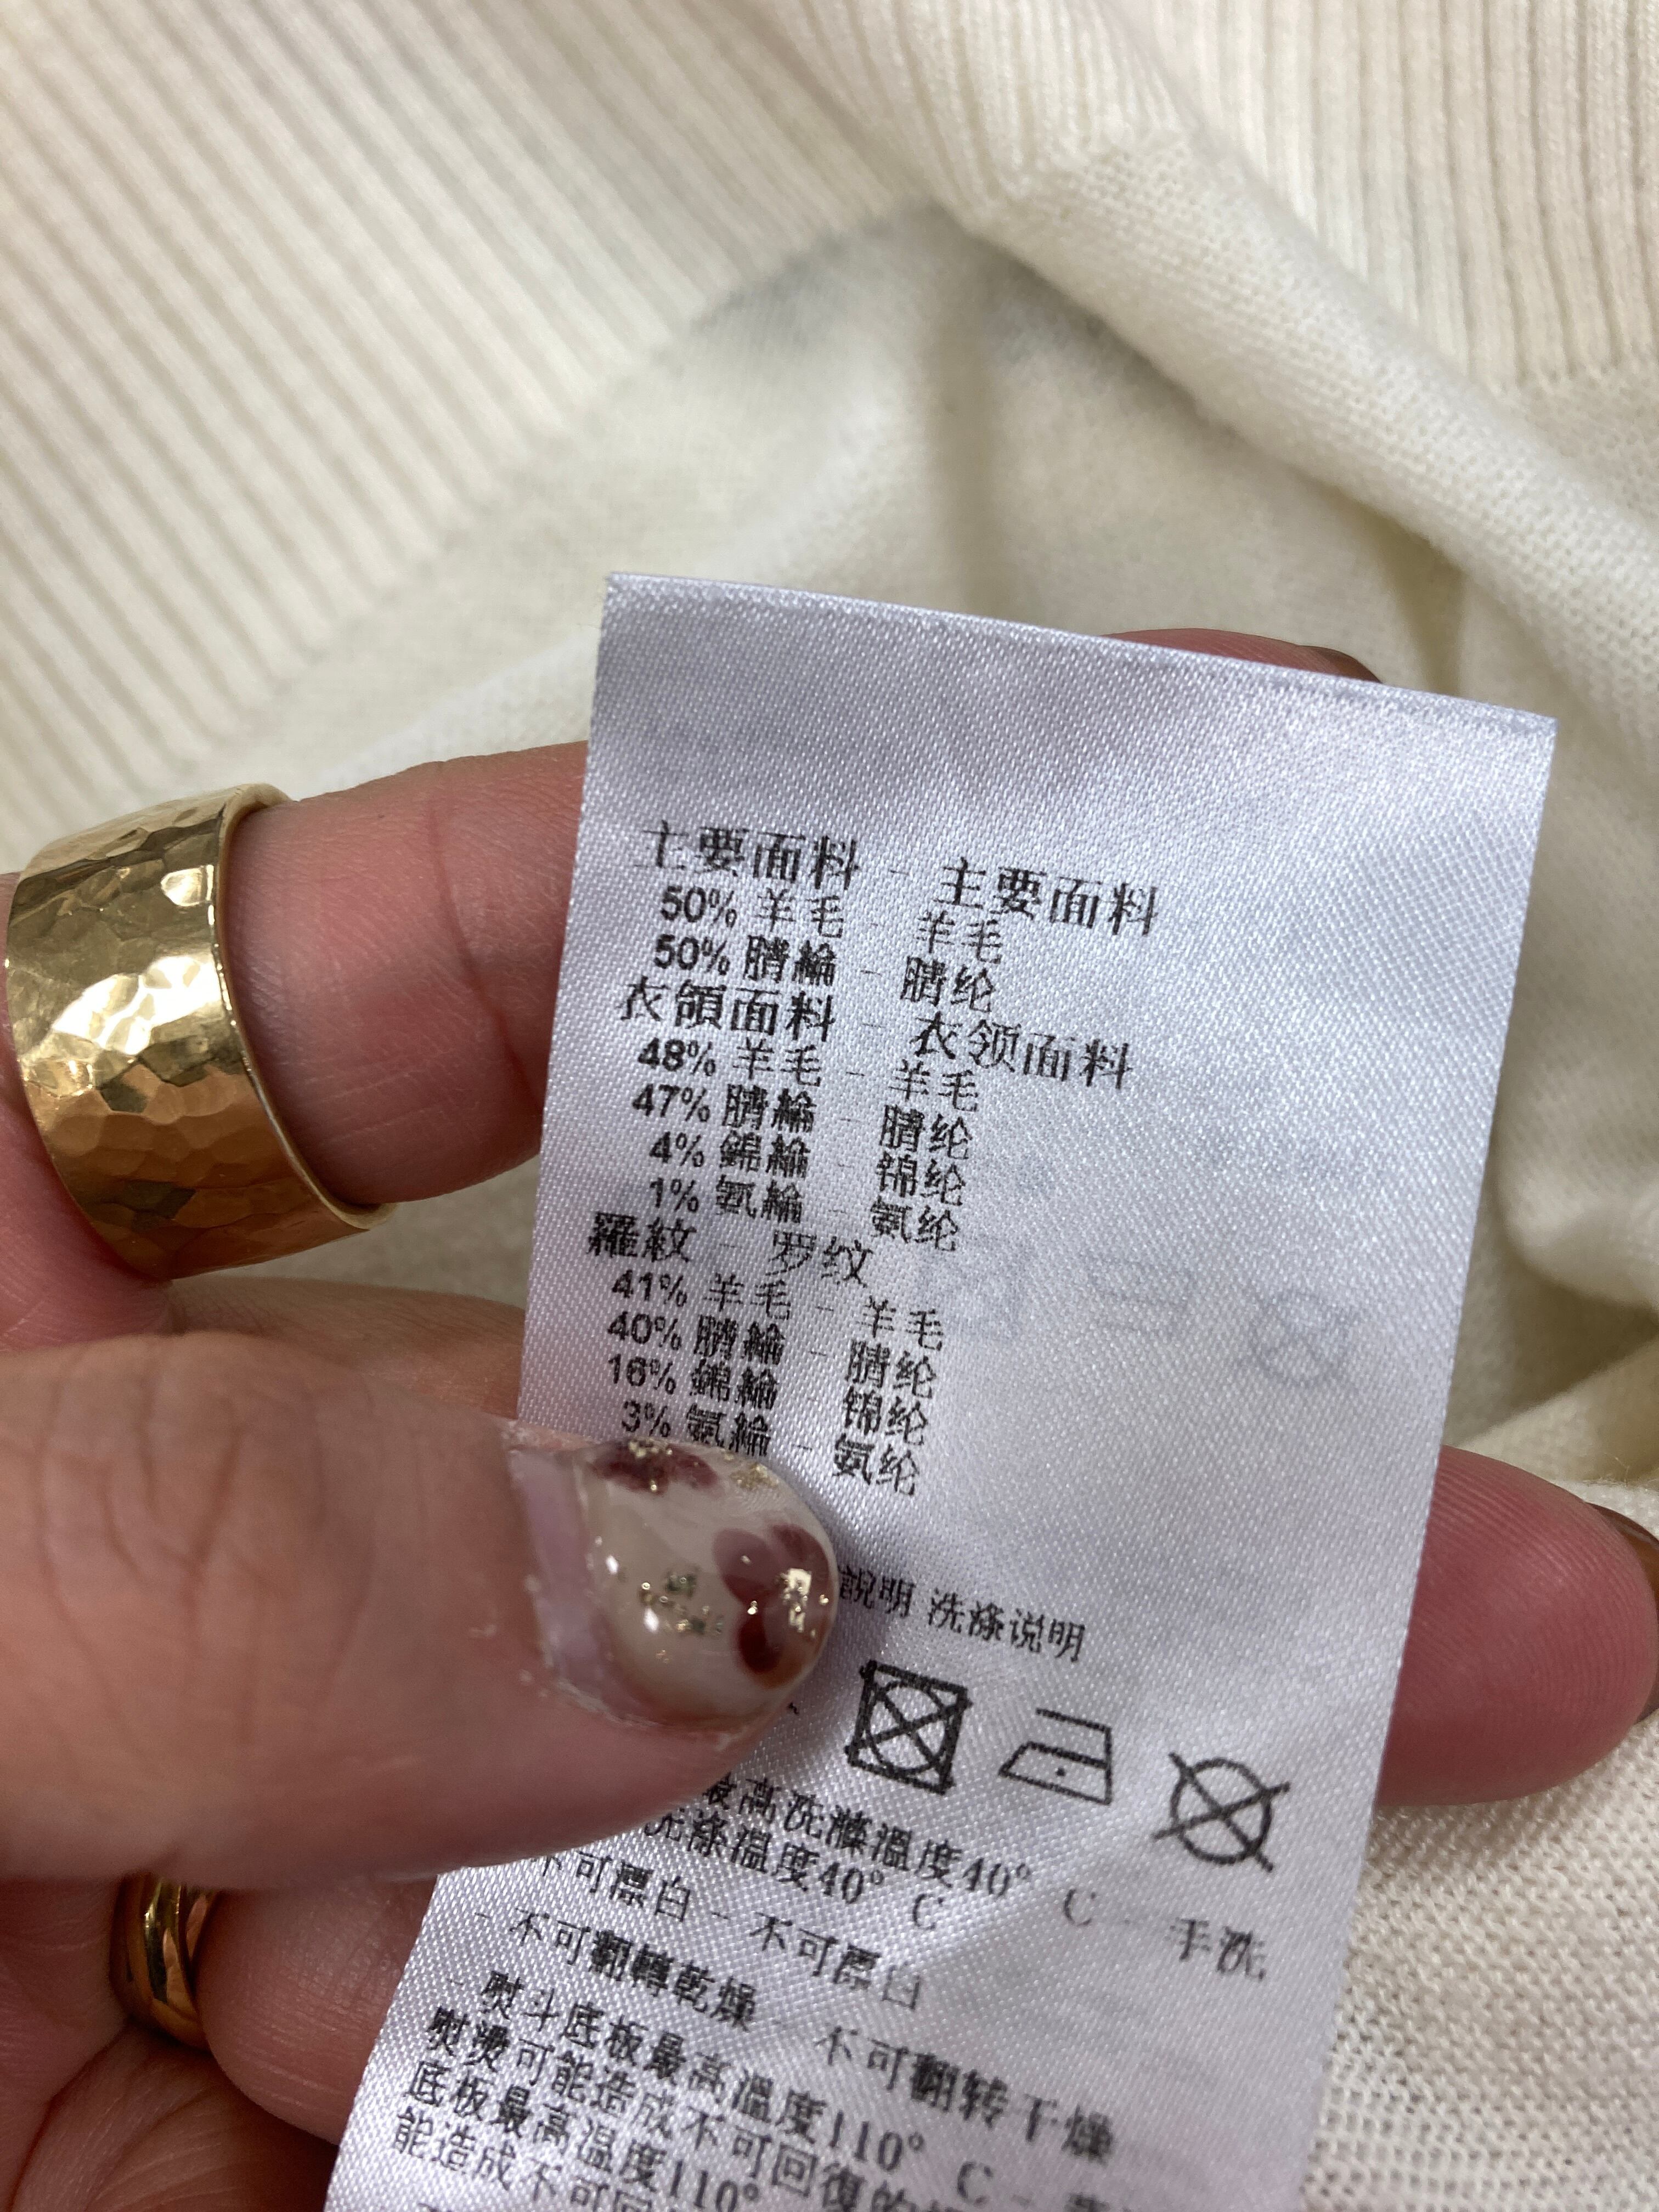 主要面料 - 主要面料
50% 羊毛 - 羊毛
50% 腈綸 - 腈纶
衣領面料 - 衣领面料
48% 羊毛 - 羊毛
47% 腈綸 - 腈纶
4% 錦綸 - 锦纶
1% 氨綸 - 氨纶
羅紋 - 罗纹
41% 羊毛 - 羊毛
40% 腈綸 - 腈纶
16% 錦綸 - 锦纶
3% 氨綸 - 氨纶
說明 洗涤说明
最高洗滌溫度40° C - 手洗
洗涤温度40° C
不可漂白 - 不可漂白
- 不可翻轉乾燥 - 不可翻转干燥
- 熨斗底板最高溫度110° C -
熨燙可能造成不可回復的
底板最高温度110°
能造成不可